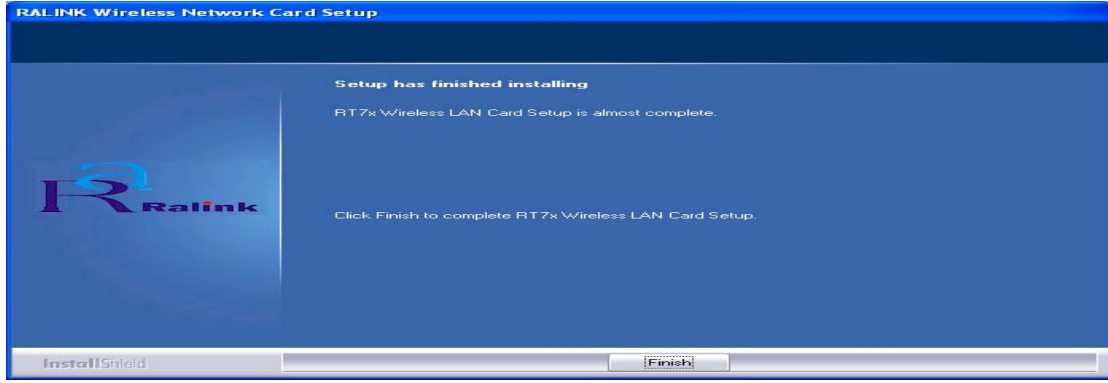 RALINK Wireless Network Card Setup
Setup has finished installing
RT7x Wireless LAN Card Setup is almost complete.
Ralink
Click Finish to complete RT7x Wireless LAN Card Setup.
InstallShield
Finish